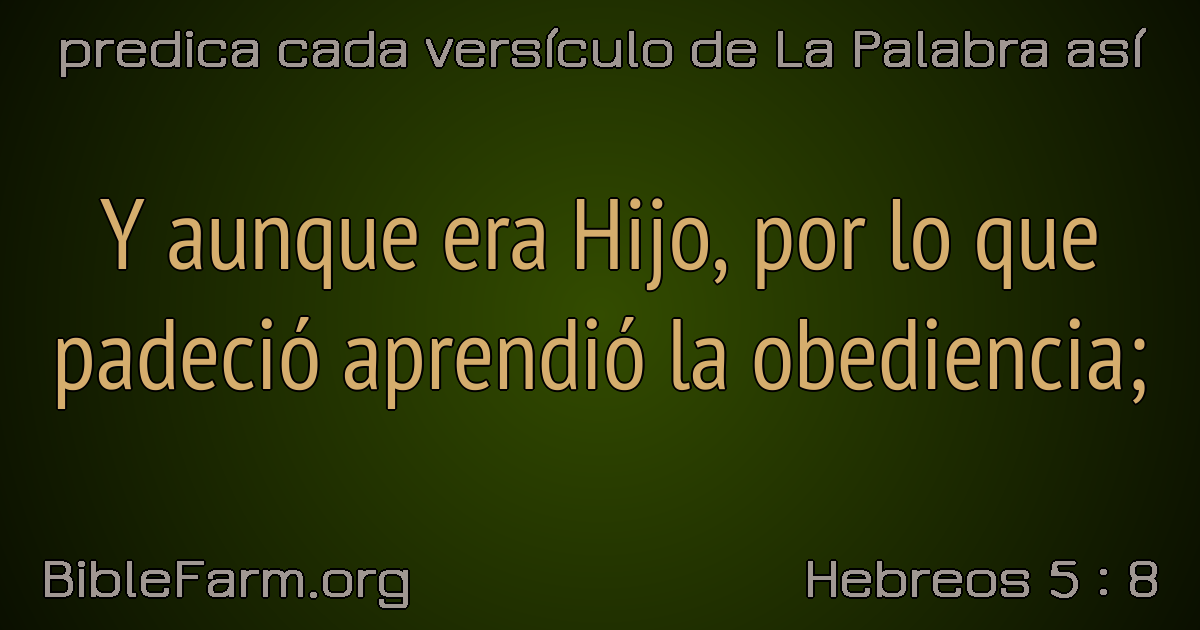 predica cada versículo de La Palabra así
Y aunque era Hijo, por lo que
padeció aprendió la obediencia;
BibleFarm.org
Hebreos 5 : 8